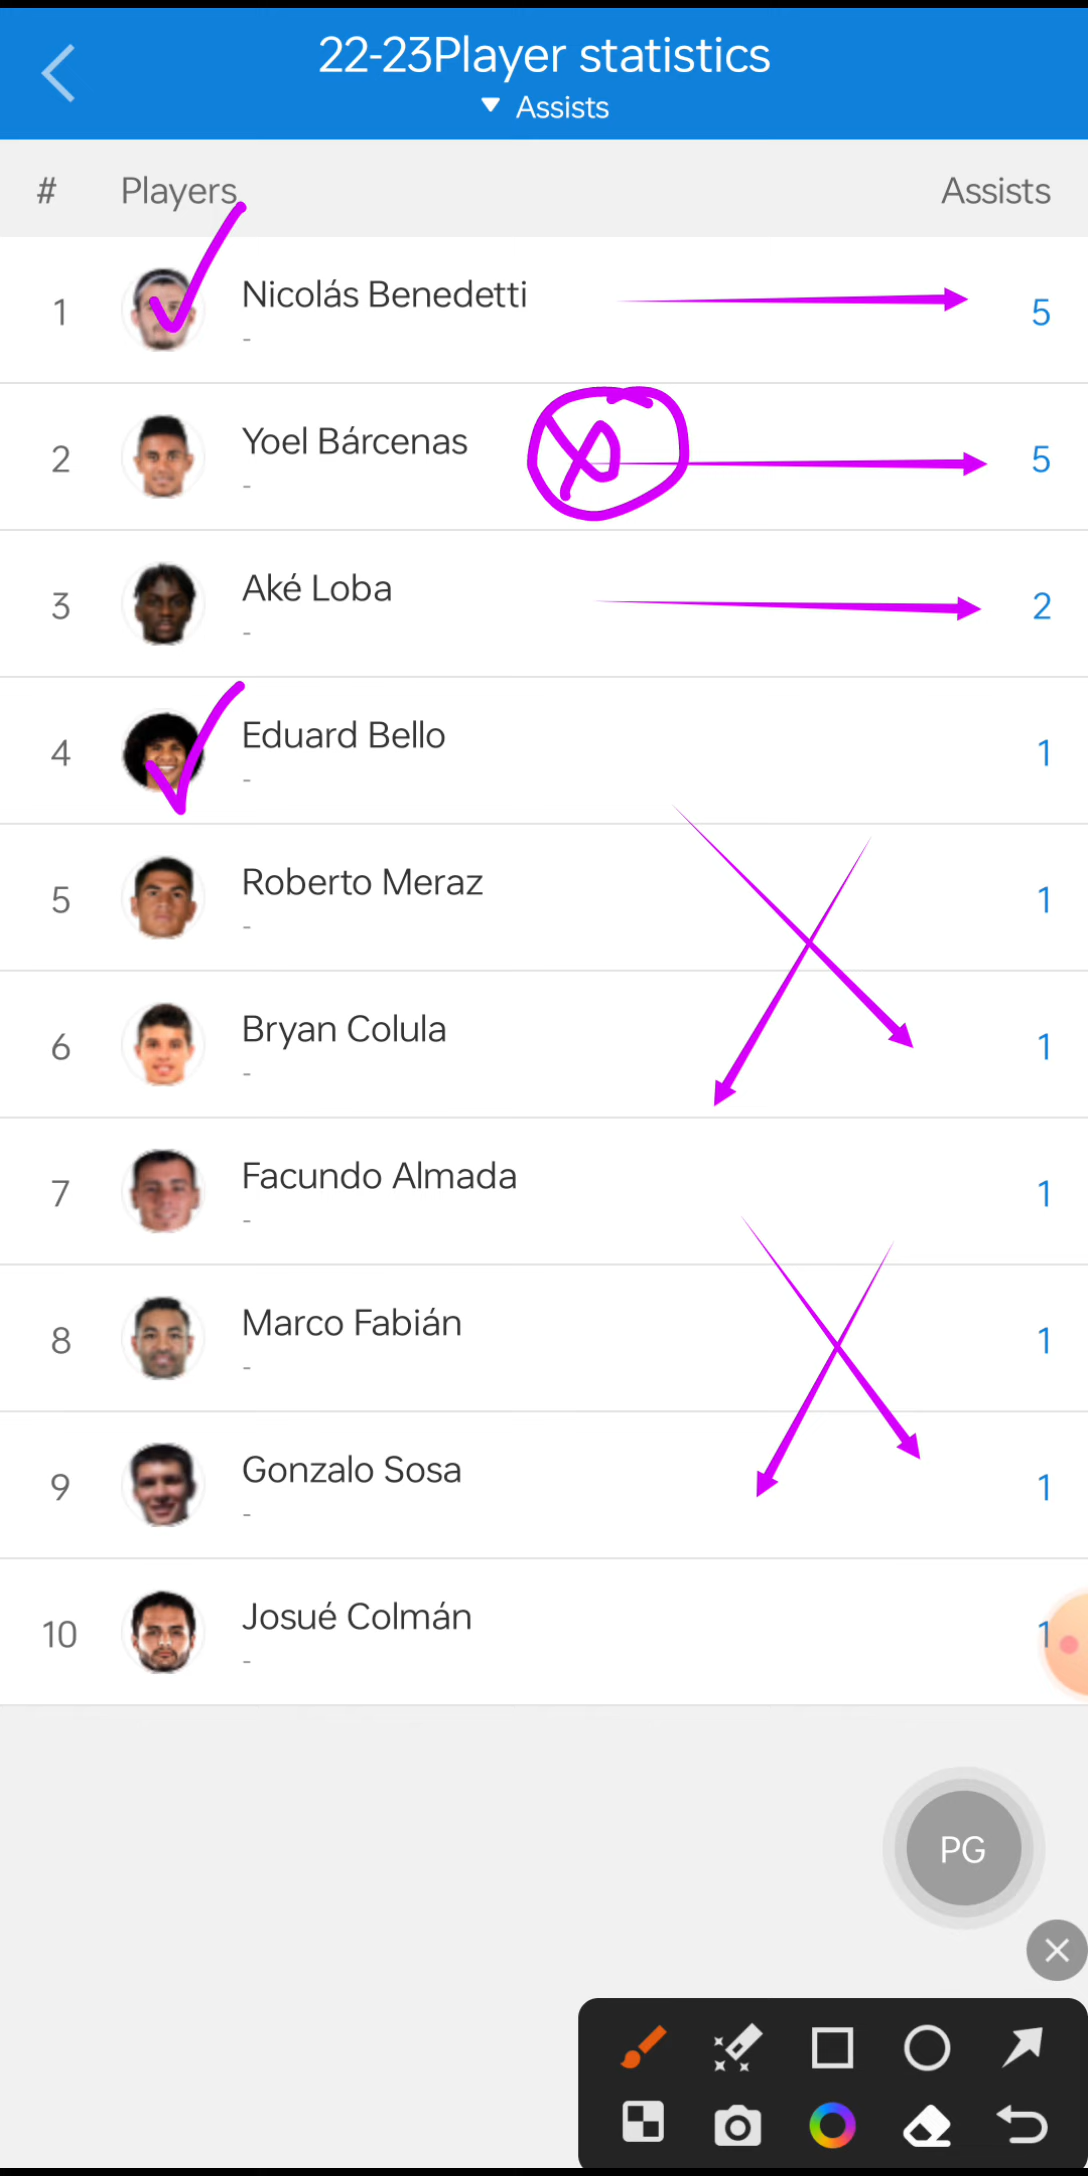 22-23Player statistics
Assists
# Players Assists
1 Nicolás Benedetti 5
-
2 Yoel Bárcenas 5
-
3 Aké Loba 2
-
4 Eduard Bello 1
-
5 Roberto Meraz 1
-
6 Bryan Colula 1
-
7 Facundo Almada 1
-
8 Marco Fabián 1
-
9 Gonzalo Sosa 1
-
10 Josué Colmán 1
-
PG